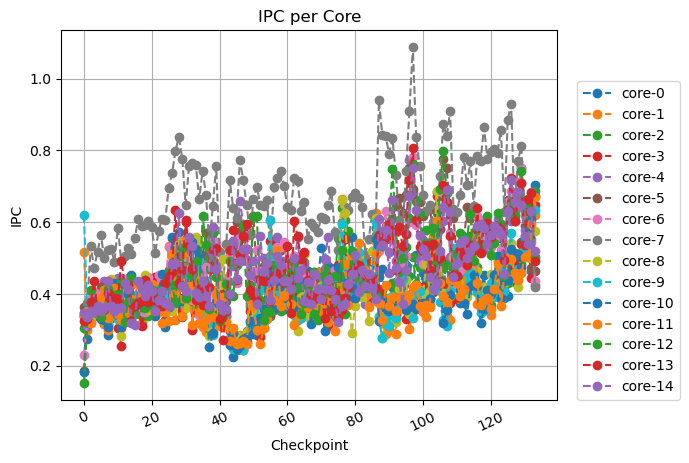 IPC per Core
IPC
1.0
0.8
0.6
0.4
0.2
0
20
40
60
80
100
120
Checkpoint
core-0
core-1
core-2
core-3
core-4
core-5
core-6
core-7
core-8
core-9
core-10
core-11
core-12
core-13
core-14